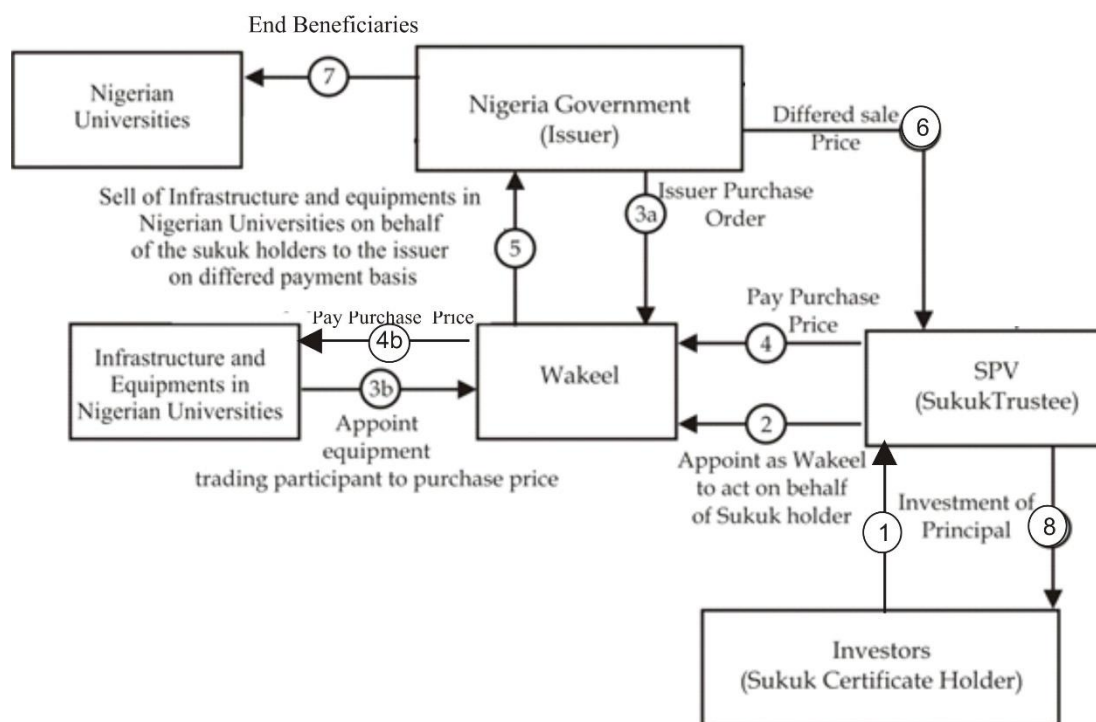 End Beneficiaries
Nigerian
Universities
7
Nigeria Government
(Issuer)
Differed sale
Price
6
Sell of Infrastructure and equipments in
Nigerian Universities on behalf
of the sukuk holders to the issuer
on differed payment basis
5
3a
Issuer Purchase
Order
Pay Purchase Price
4b
Infrastructure and
Equipments in
Nigerian Universities
3b
Appoint
equipment
trading participant to purchase price
Wakeel
Pay Purchase
Price
4
2
Appoint as Wakeel
to act on behalf
of Sukuk holder
SPV
(SukukTrustee)
1
Investment of
Principal
8
Investors
(Sukuk Certificate Holder)